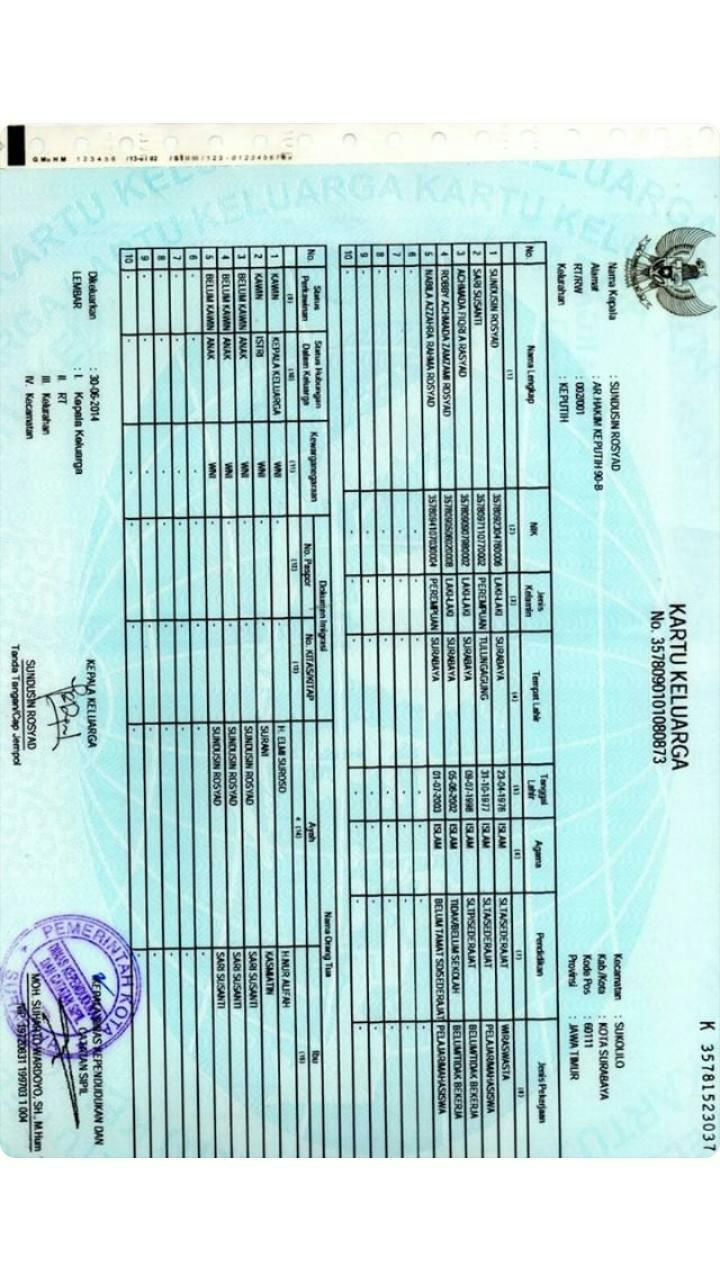 GMoHM 123456
K 35781523037
KARTU KELUARGA
No. 3578090101080873
Nama Kepala : SUNDUSIN ROSYAD
Alamat : AR HAKIM KEPUTIH 90-B
RT/RW : 002/001
Kelurahan : KEPUTIH
Kecamatan : SUKOLILO
Kab/Kota : KOTA SURABAYA
Kode Pos : 60111
Provinsi : JAWA TIMUR
No. Nama Lengkap NIK Jenis Kelamin Tempat Lahir Tanggal Lahir Agama Pendidikan Jenis Pekerjaan
(1) (2) (3) (4) (5) (6) (7) (8)
1 SUNDUSIN ROSYAD LAKI-LAKI SURABAYA 23-04-1976 ISLAM SLTA/SEDERAJAT WIRASWASTA
2 SARI SUSANTI PEREMPUAN TULUNGAGUNG 31-10-1977 ISLAM SLTA/SEDERAJAT PELAJAR/MAHASISWA
3 ACHMADA FIQRI A RASYAD LAKI-LAKI SURABAYA 09-07-1998 ISLAM SLTP/SEDERAJAT BELUM/TIDAK BEKERJA
4 ROBBY ACHMADA ZAMZAMI ROSYAD LAKI-LAKI SURABAYA 05-06-2002 ISLAM TIDAK/BELUM SEKOLAH BELUM/TIDAK BEKERJA
5 NABILA AZZAHRA RAHMA ROSYAD PEREMPUAN SURABAYA 01-07-2003 ISLAM BELUM TAMAT SD/SEDERAJAT PELAJAR/MAHASISWA
6 - - - - - - - -
7 - - - - - - - -
8 - - - - - - - -
9 - - - - - - - -
10 - - - - - - - -
No. Status Perkawinan Status Hubungan Dalam Keluarga Kewarganegaraan Dokumen Imigrasi Nama Orang Tua
No. Paspor No. KITAS/KITAP Ayah Ibu
(9) (10) (11) (12) (13) (14) (15)
1 KAWIN KEPALA KELUARGA WNI - - H. ELMI SUROSO H.NUR ALIFAH
2 KAWIN ISTRI WNI - - SURANI KASMIATIN
3 BELUM KAWIN ANAK WNI - - SUNDUSIN ROSYAD SARI SUSANTI
4 BELUM KAWIN ANAK WNI - - SUNDUSIN ROSYAD SARI SUSANTI
5 BELUM KAWIN ANAK WNI - - SUNDUSIN ROSYAD SARI SUSANTI
6 - - - - - - -
7 - - - - - - -
8 - - - - - - -
9 - - - - - - -
10 - - - - - - -
Dikeluarkan : 30-06-2014
LEMBAR : I. Kepala Keluarga
II. RT
III. Kelurahan
IV. Kecamatan
KEPALA KELUARGA
SUNDUSIN ROSYAD
Tanda Tangan/Cap Jempol
KEPENDUDUKAN DAN
CATATAN SIPIL
PEMERINTAH KOTA
MOH. SUHARTO WARDOYO, SH., M.Hum
NIP. 19720831 199703 1 004